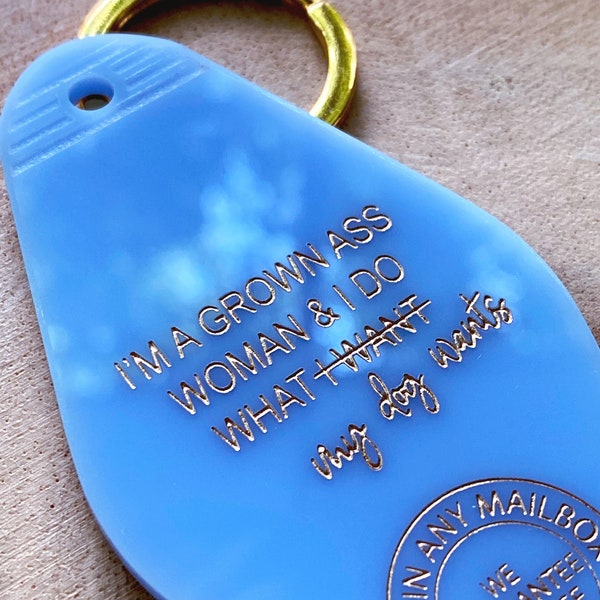 I'M A GROWN ASS
WOMAN & I DO
WHAT I WANT
my dog wants
IN ANY MAILBOX
WE